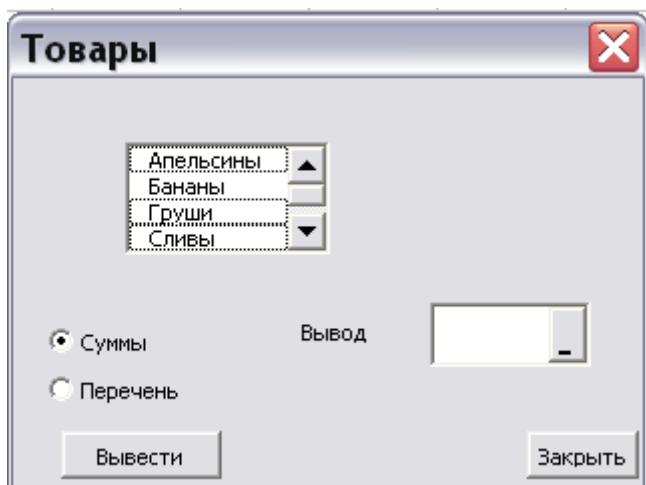 Товары
Апельсины
Бананы
Груши
Сливы
Суммы
Вывод
Перечень
Вывести
Закрыть